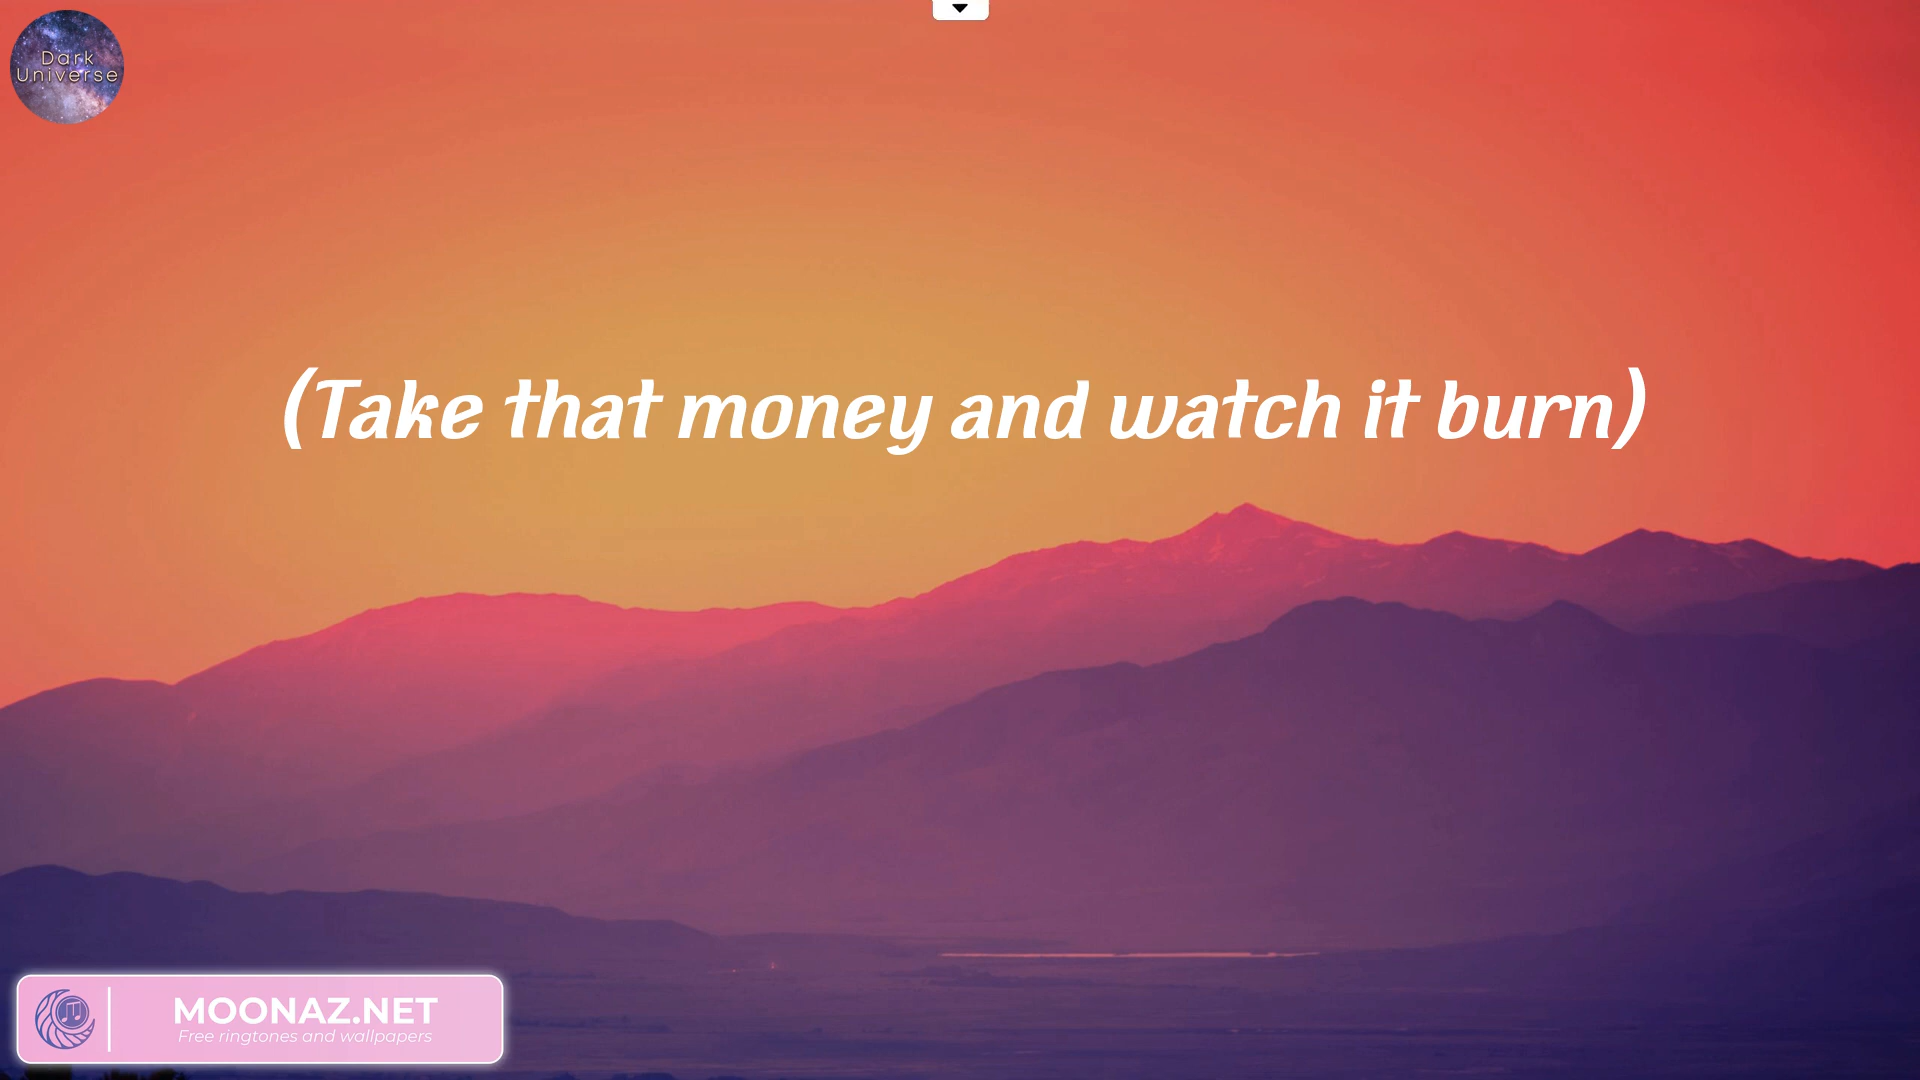 Dark
Universe
(Take that money and watch it burn)
MOONAZ.NET
Free ringtones and wallpapers